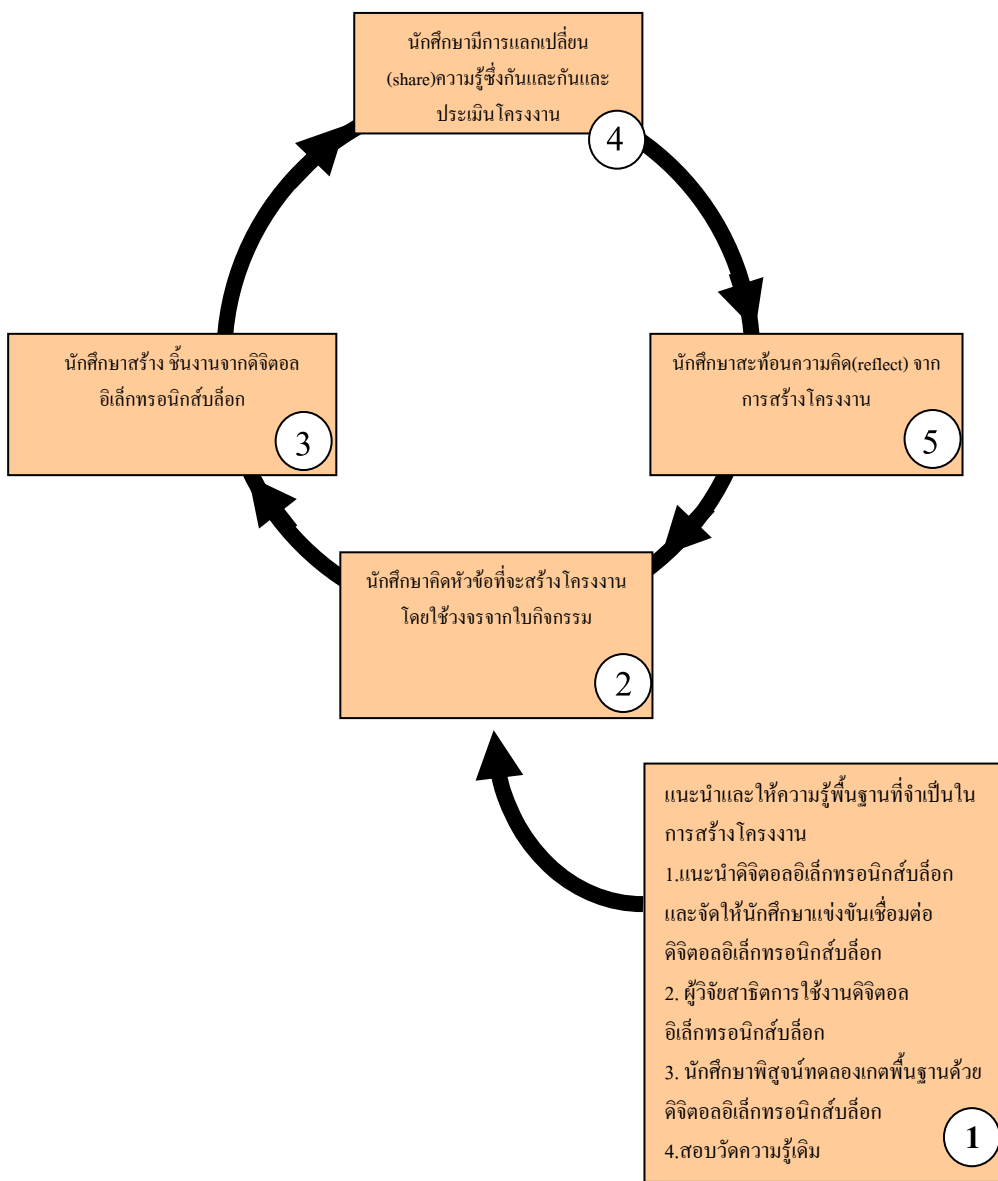 นักศึกษามีการแลกเปลี่ยน
(share)ความรู้ซึ่งกันและกันและ
ประเมินโครงงาน
4
นักศึกษาสร้าง ชิ้นงานจากดิจิตอล
อิเล็กทรอนิกส์บล็อก
3
นักศึกษาสะท้อนความคิด(reflect) จาก
การสร้างโครงงาน
5
นักศึกษาคิดหัวข้อที่จะสร้างโครงงาน
โดยใช้วงจรจากใบกิจกรรม
2
แนะนำและให้ความรู้พื้นฐานที่จำเป็นใน
การสร้างโครงงาน
1.แนะนำดิจิตอลอิเล็กทรอนิกส์บล็อก
และจัดให้นักศึกษาแข่งขันเชื่อมต่อ
ดิจิตอลอิเล็กทรอนิกส์บล็อก
2. ผู้วิจัยสาธิตการใช้งานดิจิตอล
อิเล็กทรอนิกส์บล็อก
3. นักศึกษาพิสูจน์ทดลองเกตพื้นฐานด้วย
ดิจิตอลอิเล็กทรอนิกส์บล็อก
4.สอบวัดความรู้เดิม
1